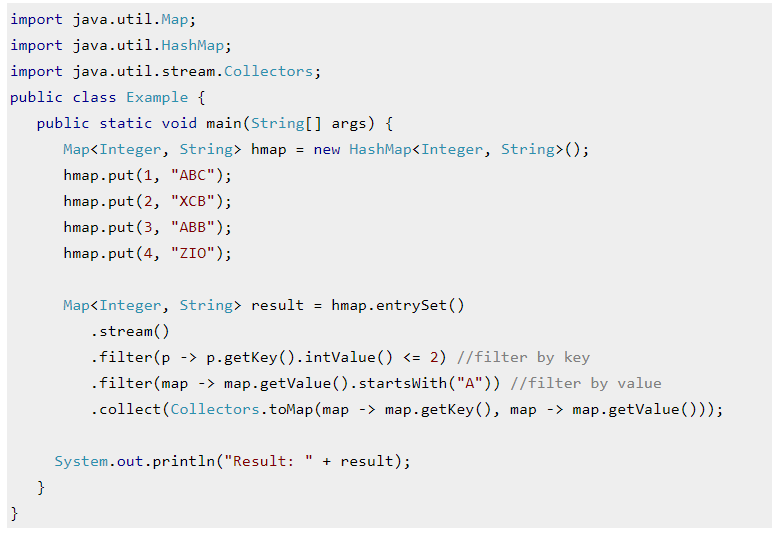 import java.util.Map;
import java.util.HashMap;
import java.util.stream.Collectors;
public class Example {
   public static void main(String[] args) {
      Map<Integer, String> hmap = new HashMap<Integer, String>();
      hmap.put(1, "ABC");
      hmap.put(2, "XCB");
      hmap.put(3, "ABB");
      hmap.put(4, "ZIO");

      Map<Integer, String> result = hmap.entrySet()
         .stream()
         .filter(p -> p.getKey().intValue() <= 2) //filter by key
         .filter(map -> map.getValue().startsWith("A")) //filter by value
         .collect(Collectors.toMap(map -> map.getKey(), map -> map.getValue()));

     System.out.println("Result: " + result);
   }
}